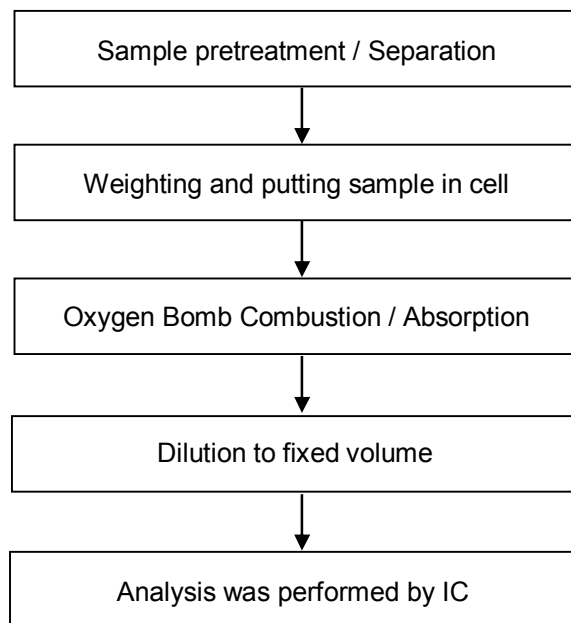 Sample pretreatment / Separation
Weighting and putting sample in cell
Oxygen Bomb Combustion / Absorption
Dilution to fixed volume
Analysis was performed by IC